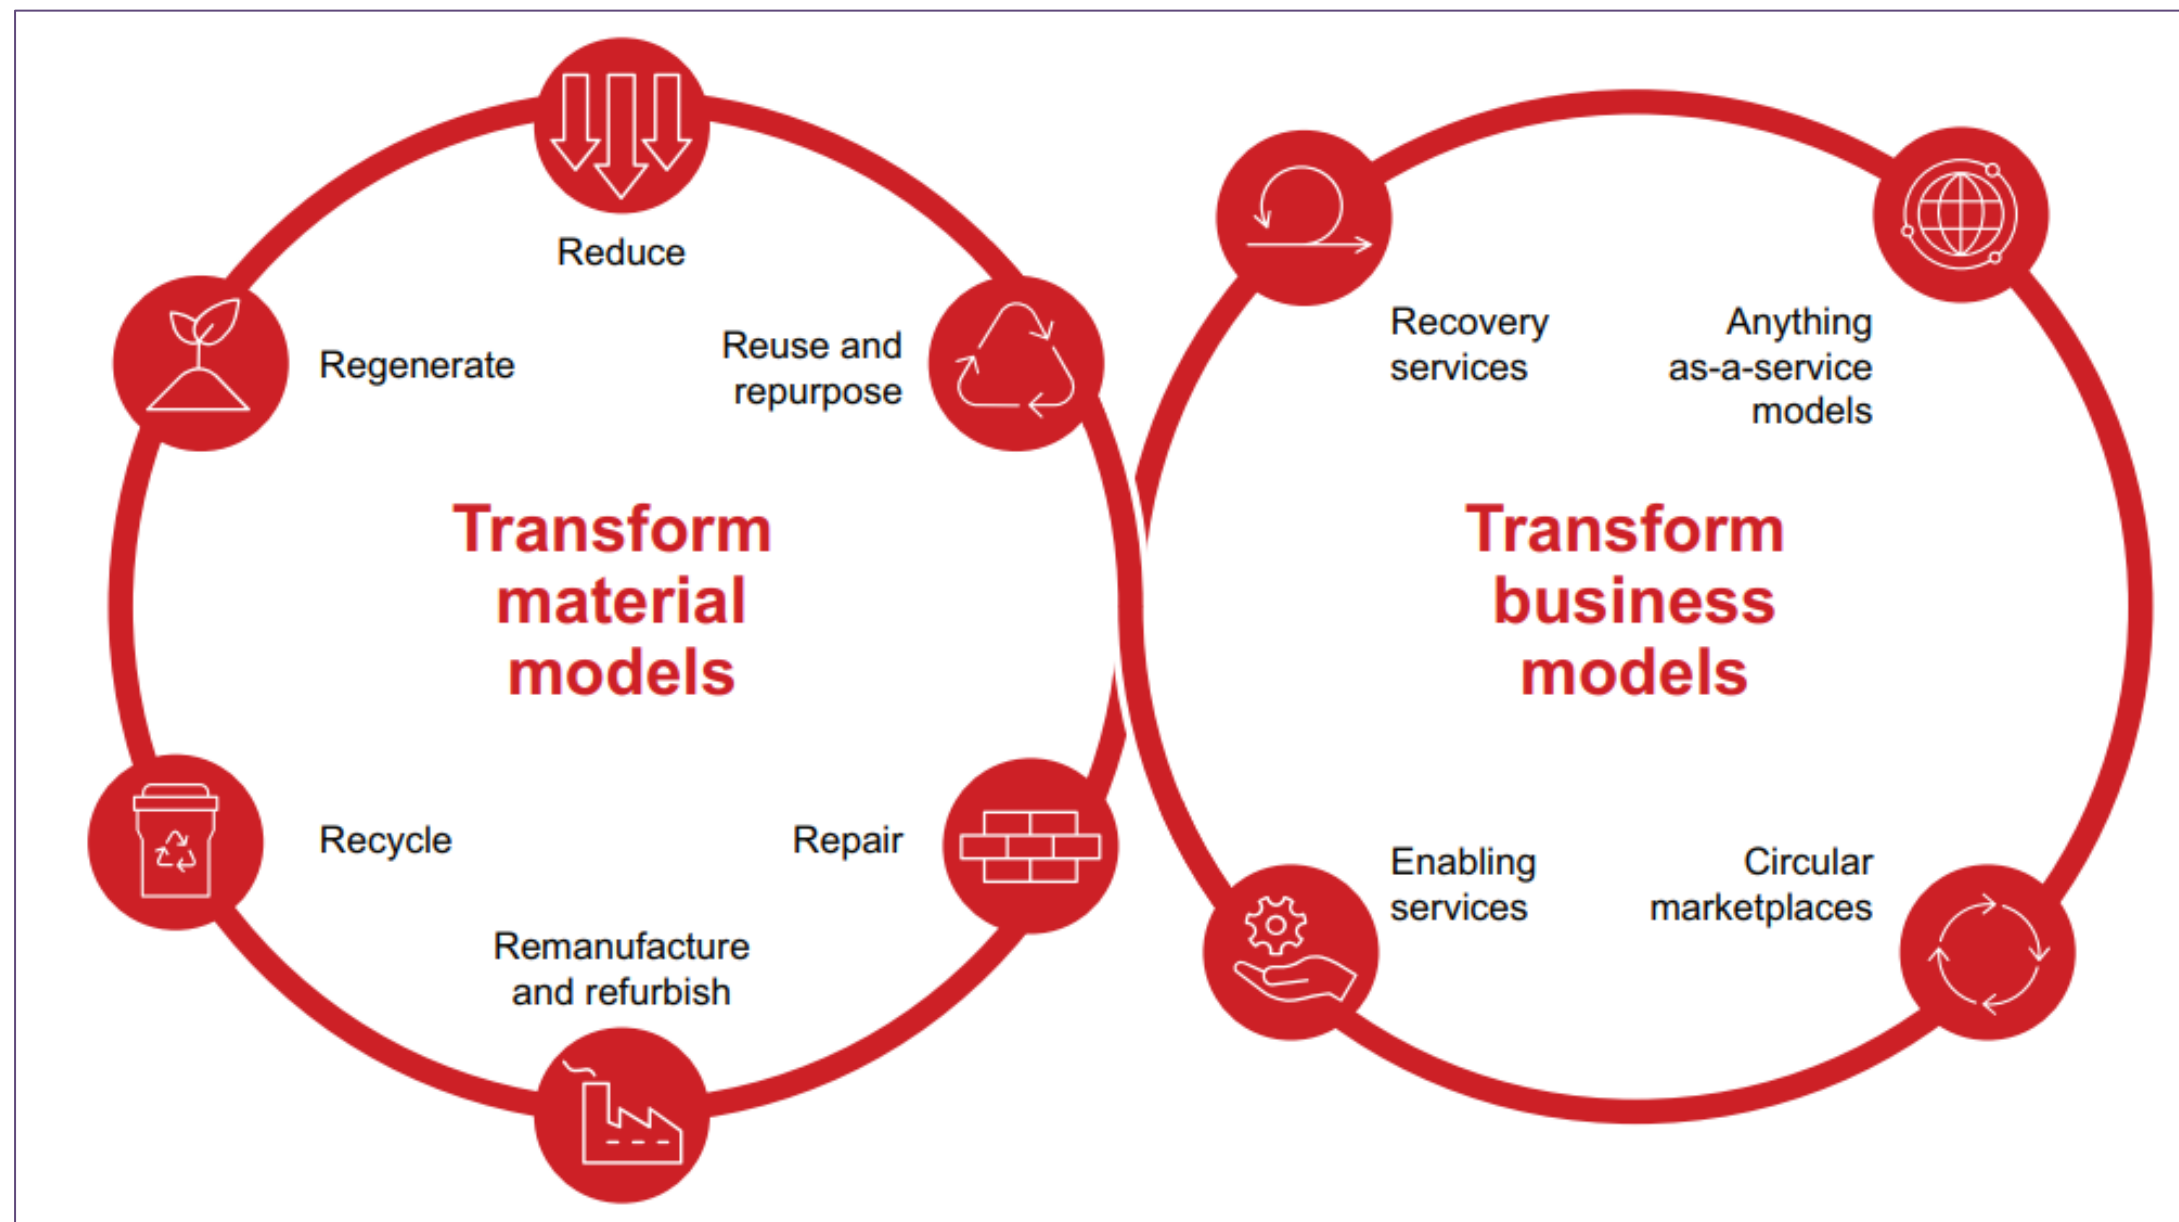 Reduce
Regenerate
Reuse and
repurpose
Transform
material
models
Recycle
Repair
Remanufacture
and refurbish
Recovery
services
Anything
as-a-service
models
Transform
business
models
Enabling
services
Circular
marketplaces